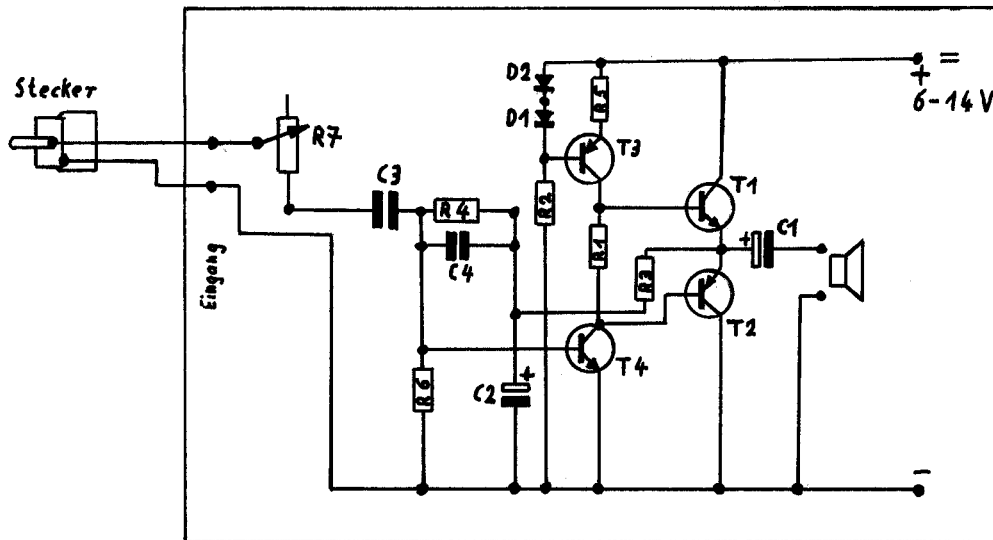 Stecker
Eingang
R7
C3
R4
C4
R6
C2
+
D2
D1
R2
R5
T3
R1
T4
R3
T1
T2
+
C1
+ =
6-14V
-